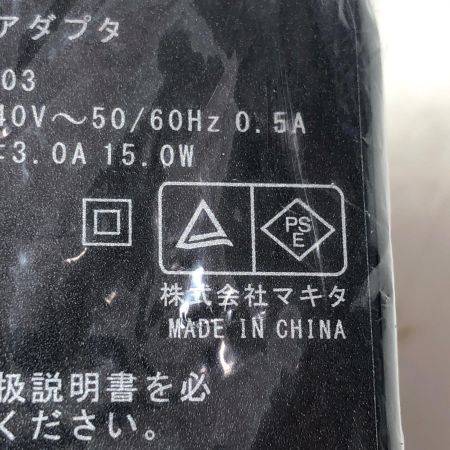 アダプタ
03
40V～50/60Hz 0.5A
3.0A 15.0W
PS
E
株式会社マキタ
MADE IN CHINA
扱説明書を必
ください。